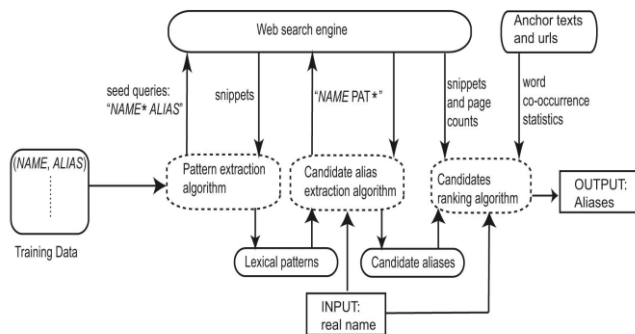 Web search engine
Anchor texts
and urls
seed queries:
"NAME* ALIAS"
snippets
"NAME PAT*"
snippets
and page
counts
word
co-occurrence
statistics
(NAME, ALIAS)
Training Data
Pattern extraction
algorithm
Candidate alias
extraction algorithm
Candidates
ranking algorithm
OUTPUT:
Aliases
Lexical patterns
Candidate aliases
INPUT:
real name